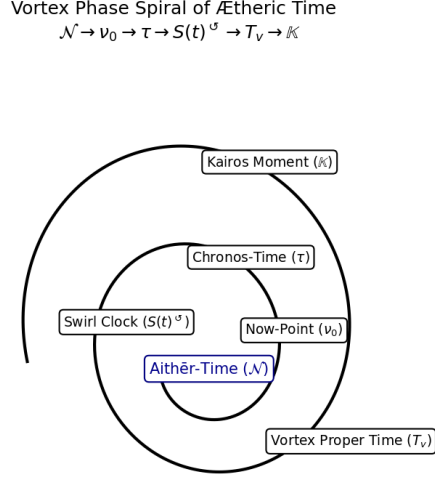 Vortex Phase Spiral of Ætheric Time
𝒩 → ν₀ → τ → S(t)^↺ → Tᵥ → 𝕂
Kairos Moment (𝕂)
Chronos-Time (τ)
Swirl Clock (S(t)^↺)
Now-Point (ν₀)
Aithēr-Time (𝒩)
Vortex Proper Time (Tᵥ)